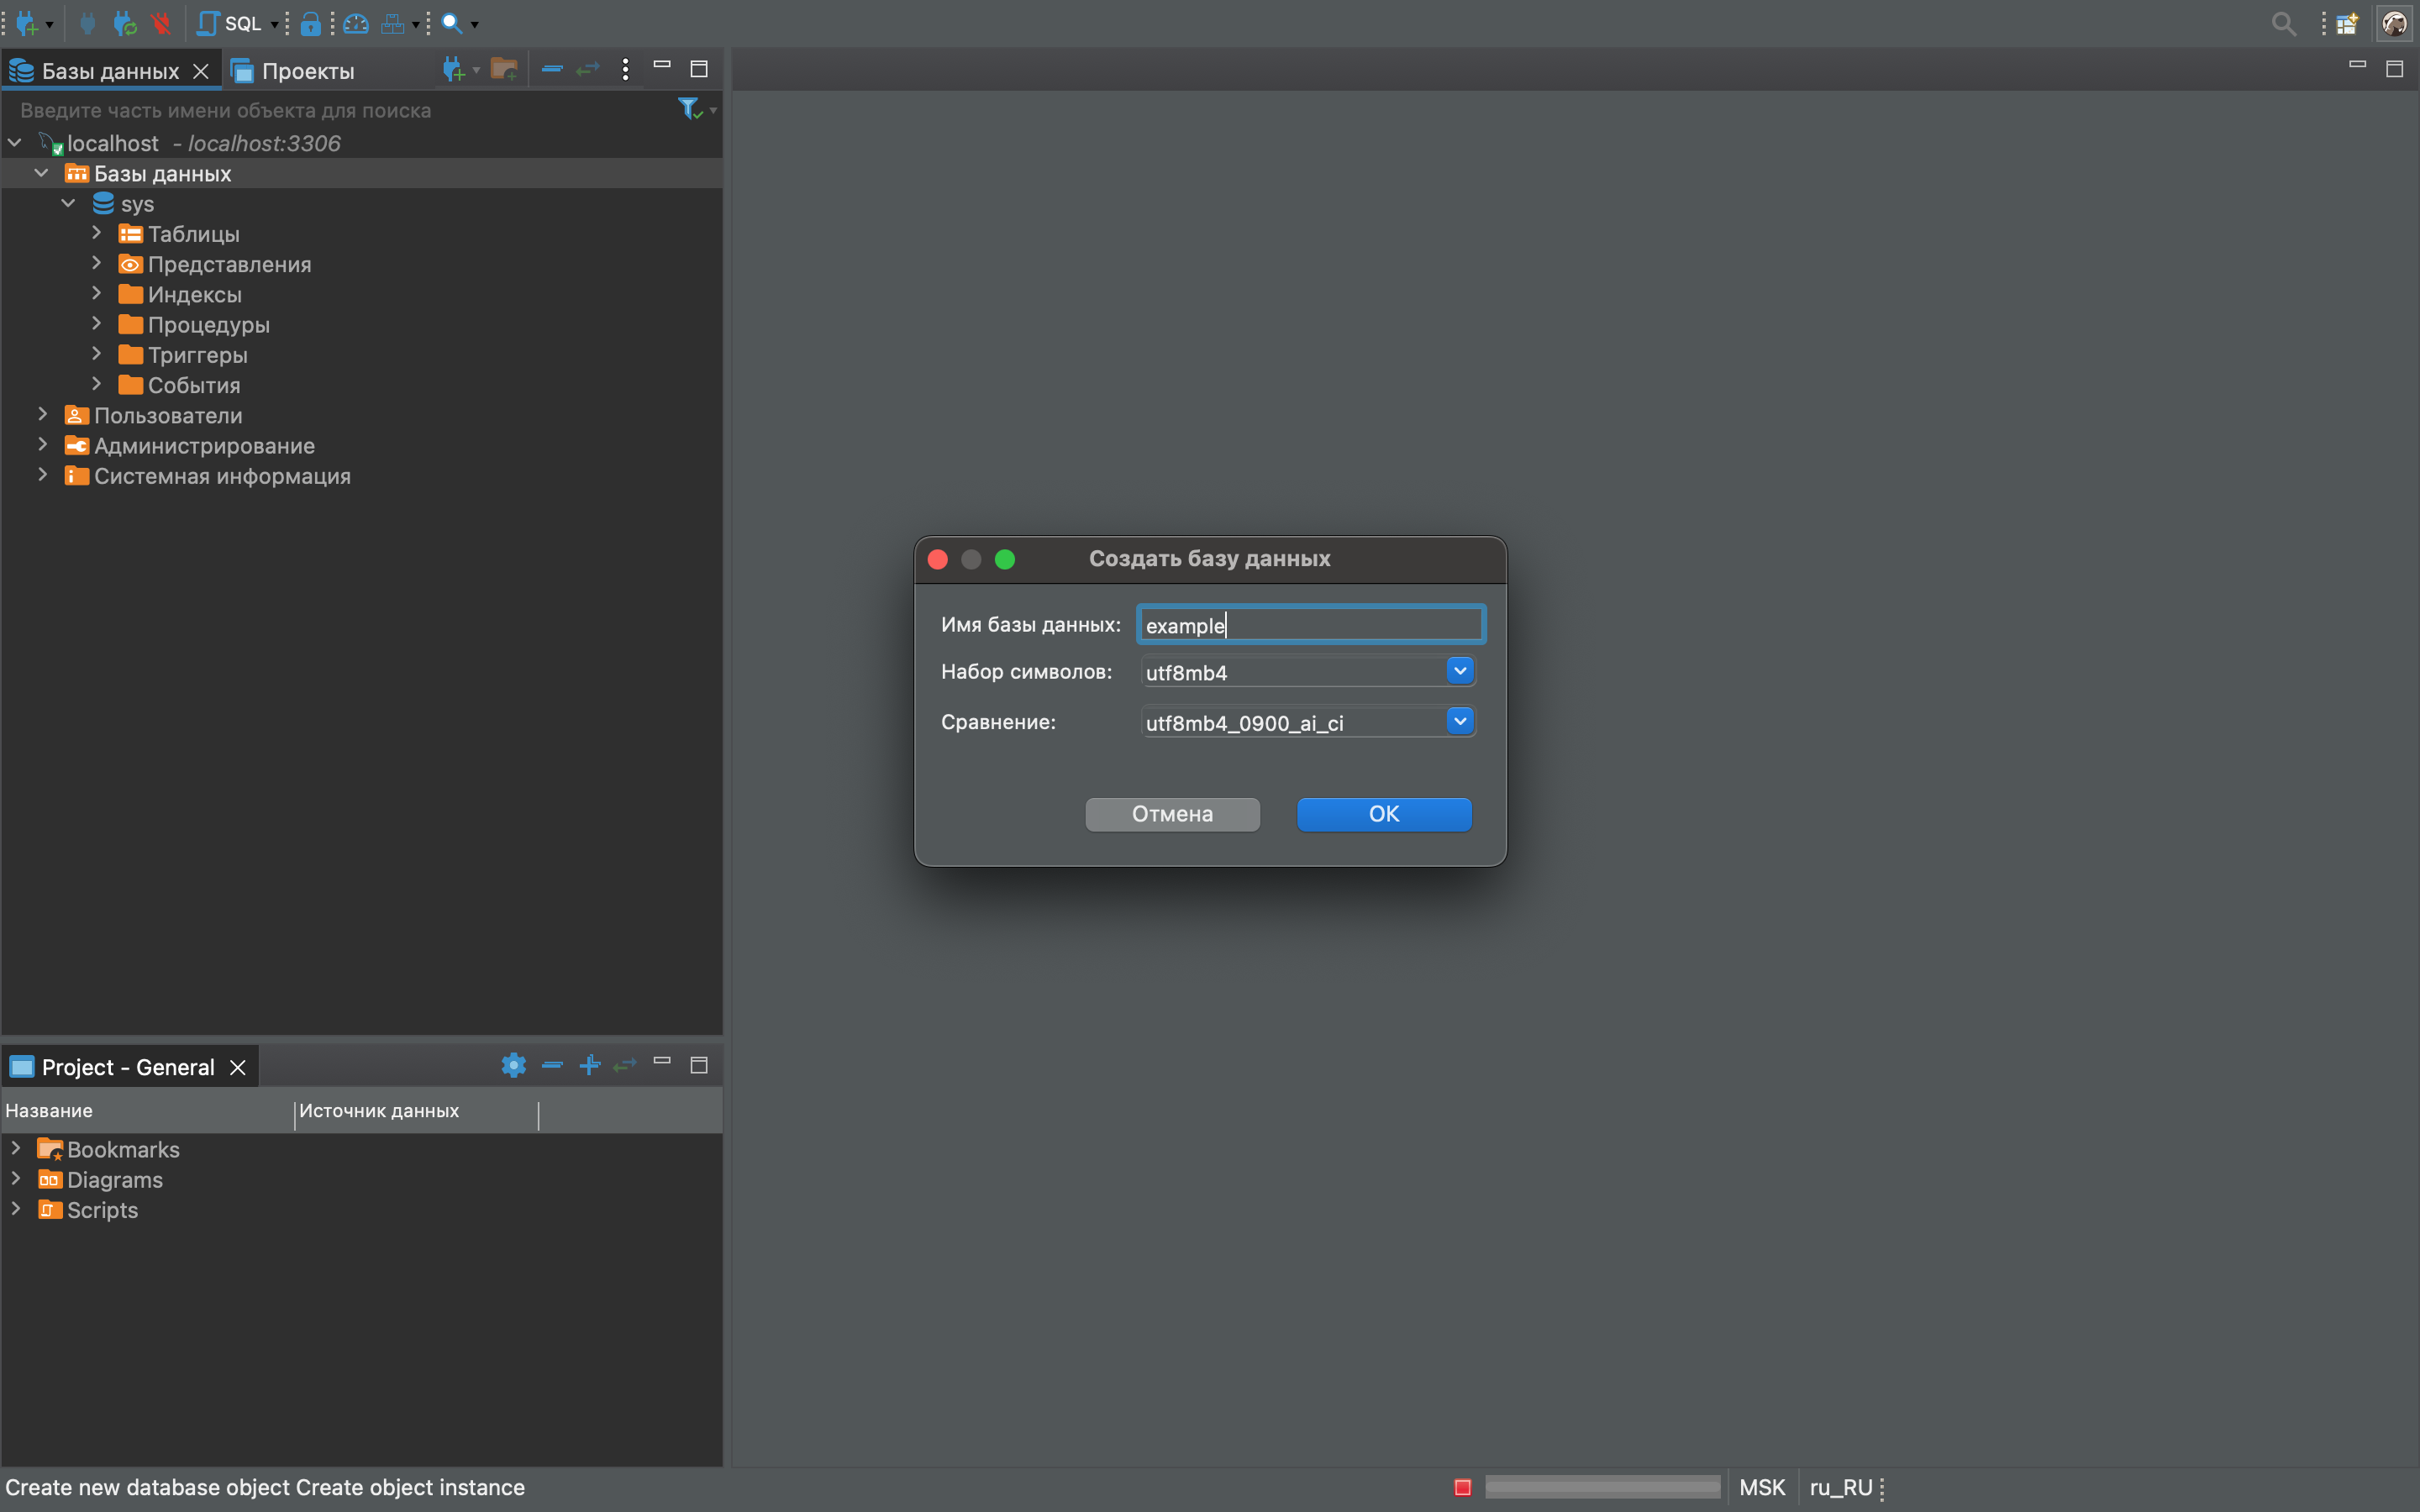 SQL
Базы данных
Проекты
Введите часть имени объекта для поиска
localhost - localhost:3306
Базы данных
sys
Таблицы
Представления
Индексы
Процедуры
Триггеры
События
Пользователи
Администрирование
Системная информация
Создать базу данных
Имя базы данных: example
Набор символов: utf8mb4
Сравнение: utf8mb4_0900_ai_ci
Отмена OK
Project - General
Название Источник данных
Bookmarks
Diagrams
Scripts
Create new database object Create object instance
MSK ru_RU